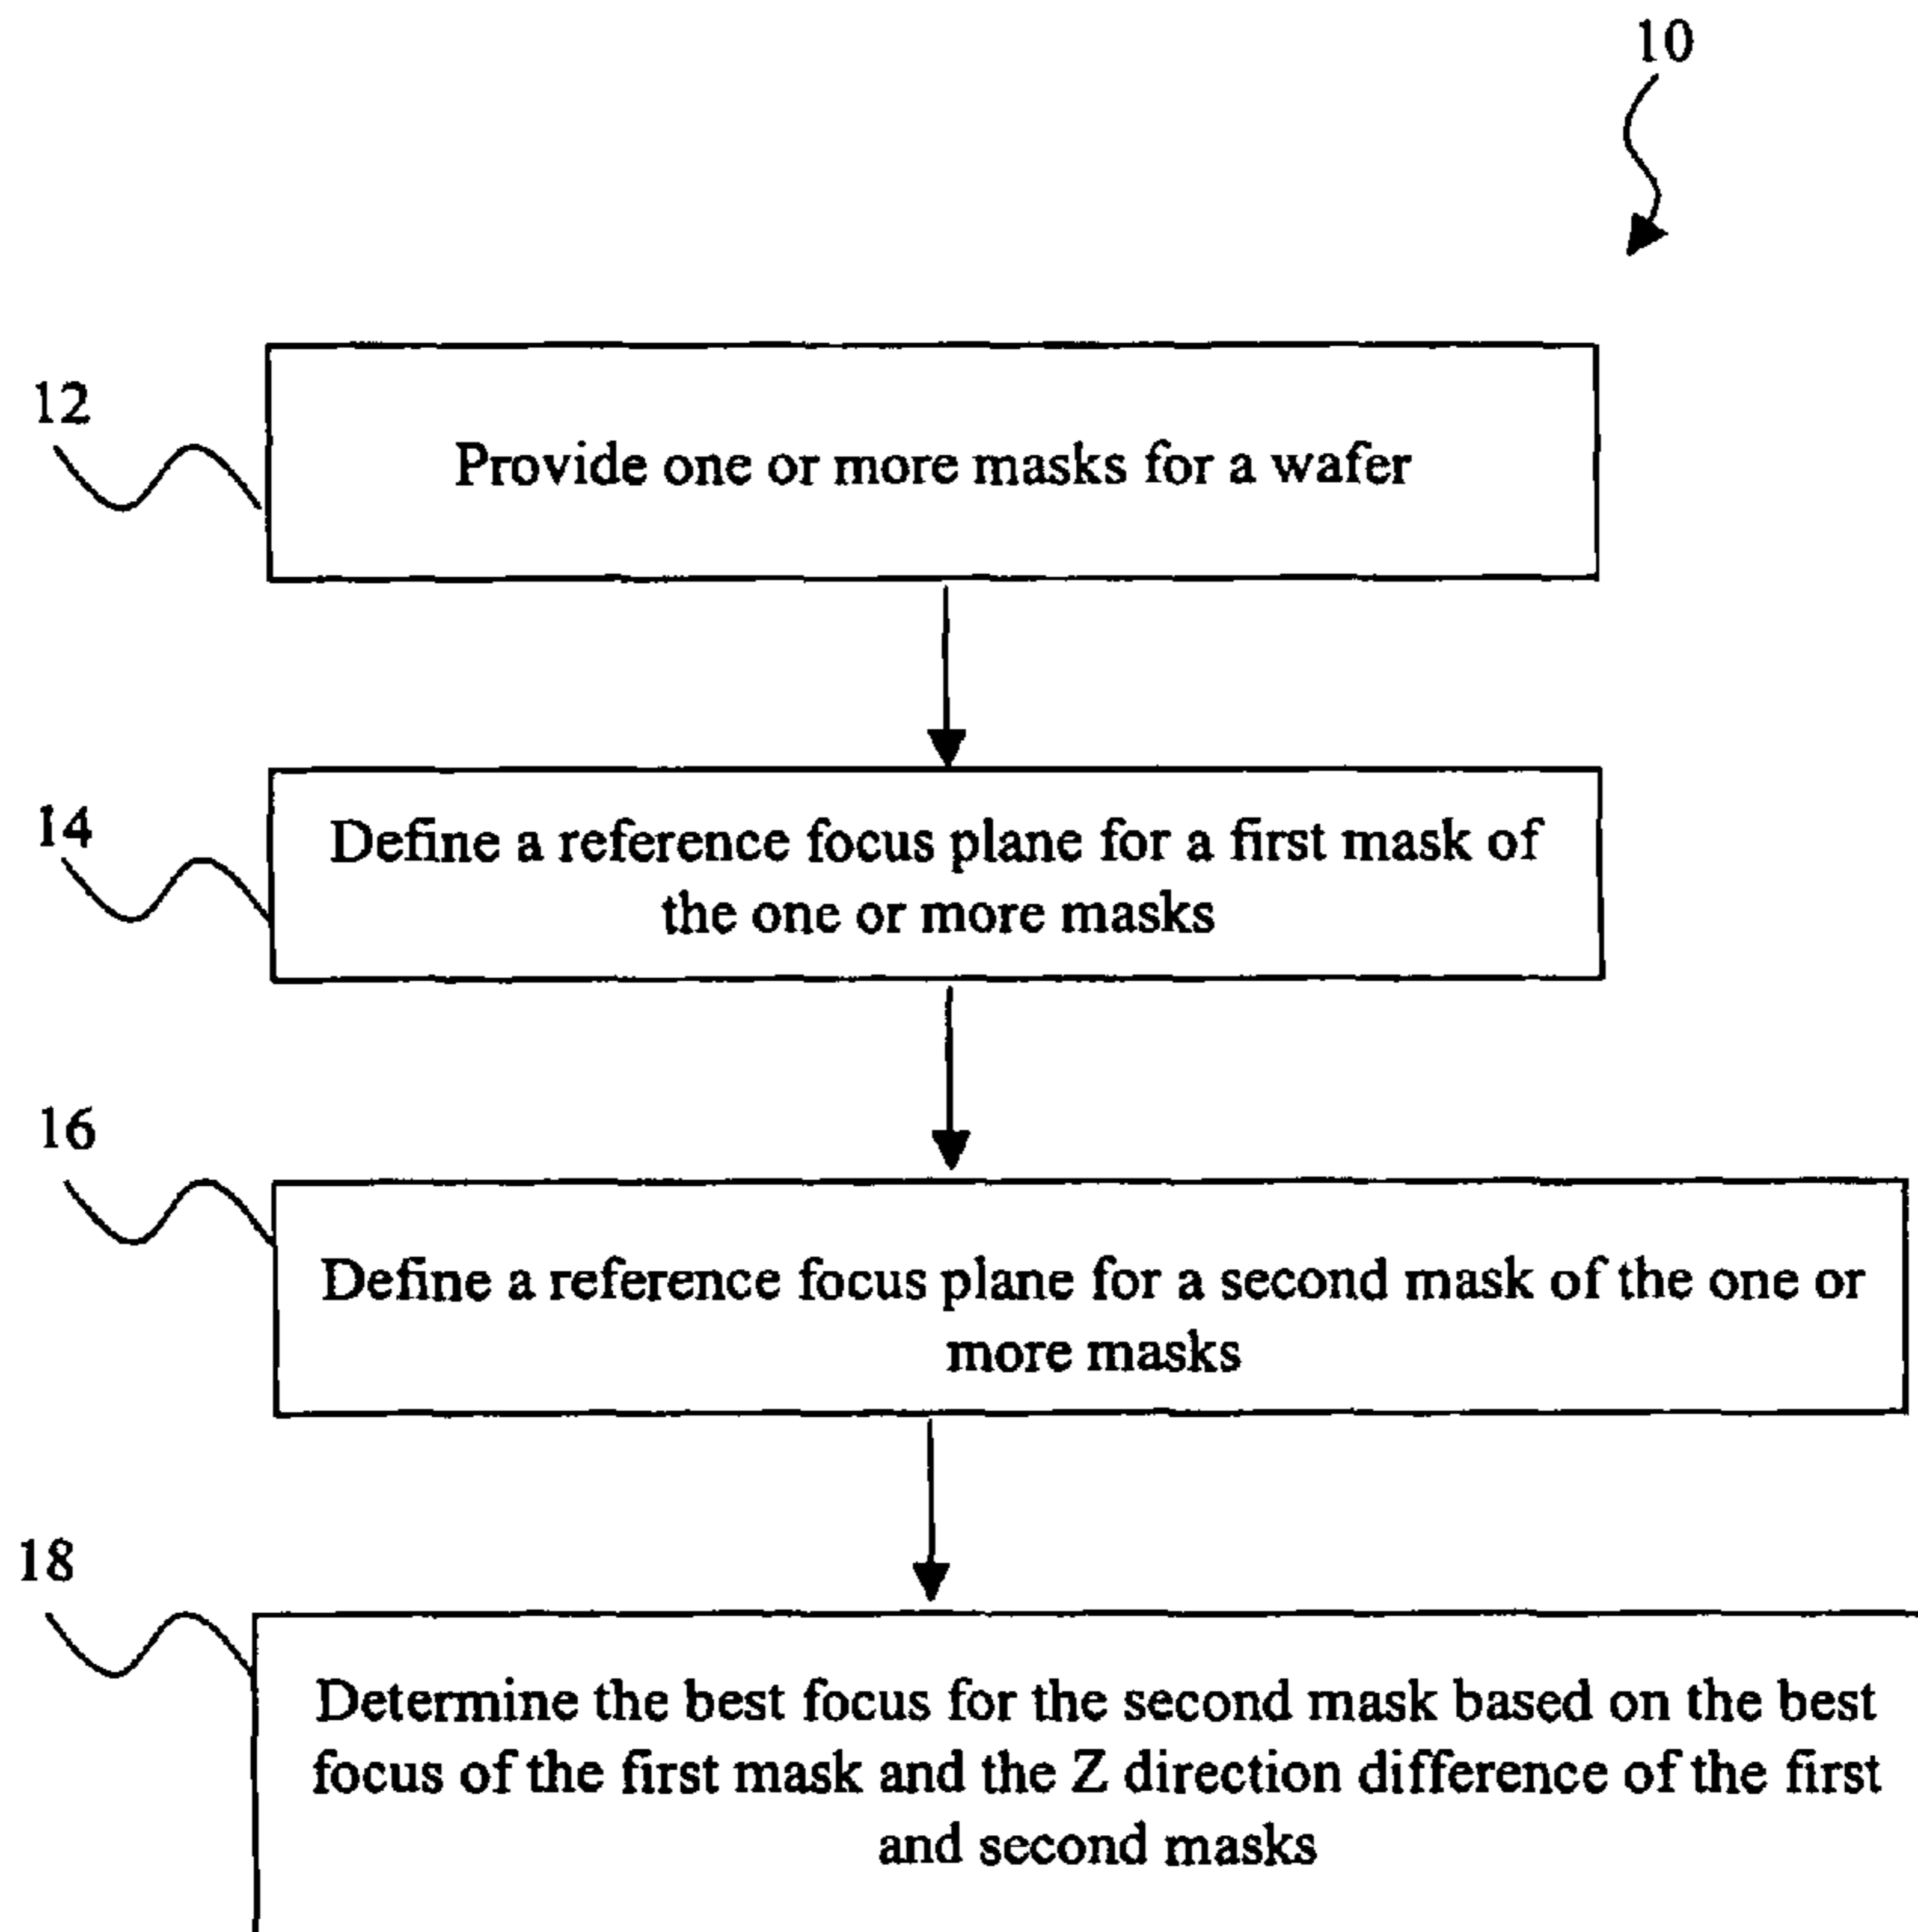 10
12
Provide one or more masks for a wafer
14
Define a reference focus plane for a first mask of
the one or more masks
16
Define a reference focus plane for a second mask of the one or
more masks
18
Determine the best focus for the second mask based on the best
focus of the first mask and the Z direction difference of the first
and second masks